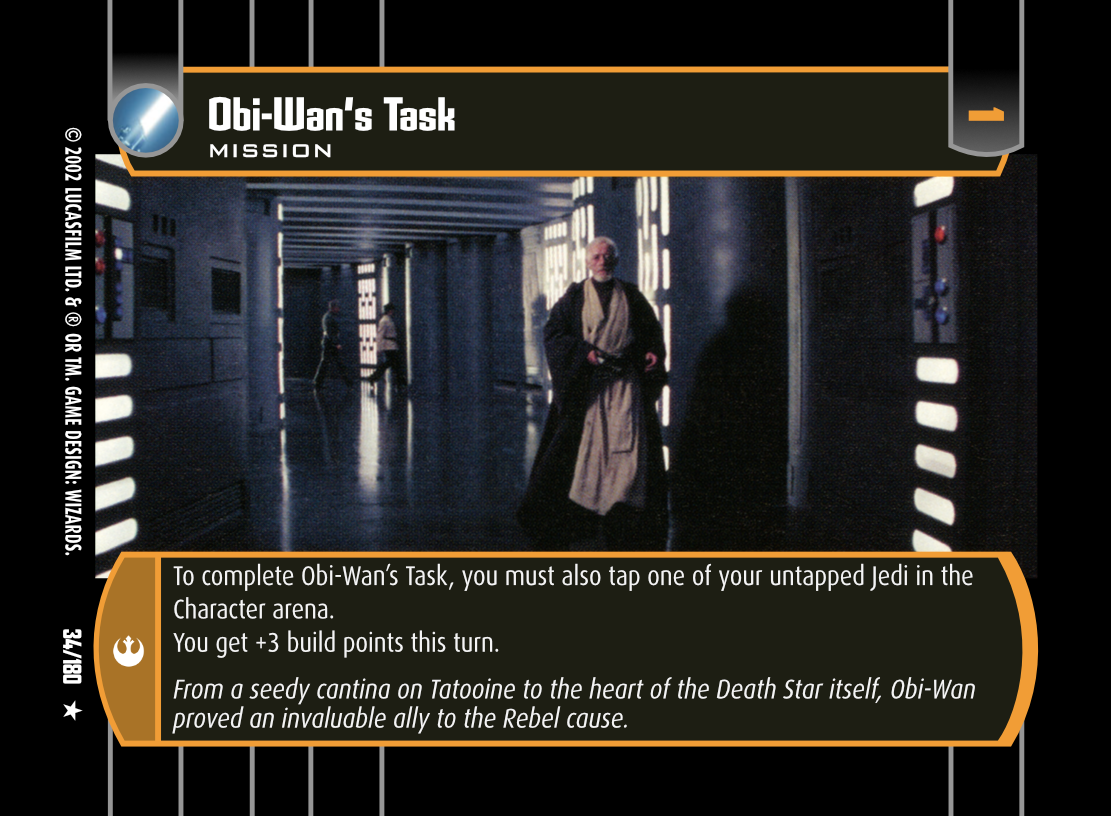 Obi-Wan's Task
MISSION
1
To complete Obi-Wan's Task, you must also tap one of your untapped Jedi in the
Character arena.
You get +3 build points this turn.
From a seedy cantina on Tatooine to the heart of the Death Star itself, Obi-Wan
proved an invaluable ally to the Rebel cause.
© 2002 LUCASFILM LTD. & ® OR TM. GAME DESIGN: WIZARDS.
34/180 ★